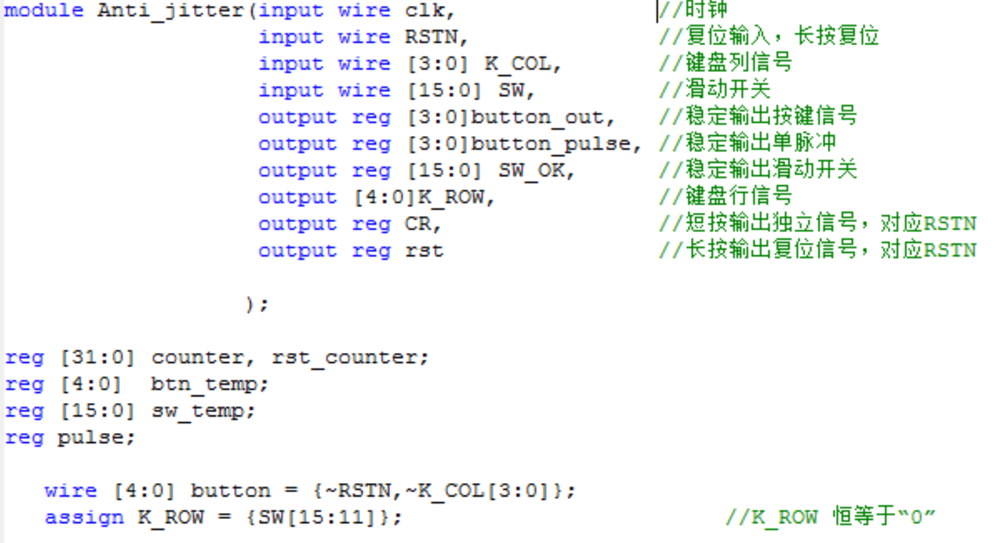 module Anti_jitter(input wire clk, //时钟
input wire RSTN, //复位输入，长按复位
input wire [3:0] K_COL, //键盘列信号
input wire [15:0] SW, //滑动开关
output reg [3:0]button_out, //稳定输出按键信号
output reg [3:0]button_pulse, //稳定输出单脉冲
output reg [15:0] SW_OK, //稳定输出滑动开关
output [4:0]K_ROW, //键盘行信号
output reg CR, //短按输出独立信号，对应RSTN
output reg rst //长按输出复位信号，对应RSTN
);
reg [31:0] counter, rst_counter;
reg [4:0] btn_temp;
reg [15:0] sw_temp;
reg pulse;
wire [4:0] button = {~RSTN,~K_COL[3:0]};
assign K_ROW = {SW[15:11]}; //K_ROW 恒等于“0”